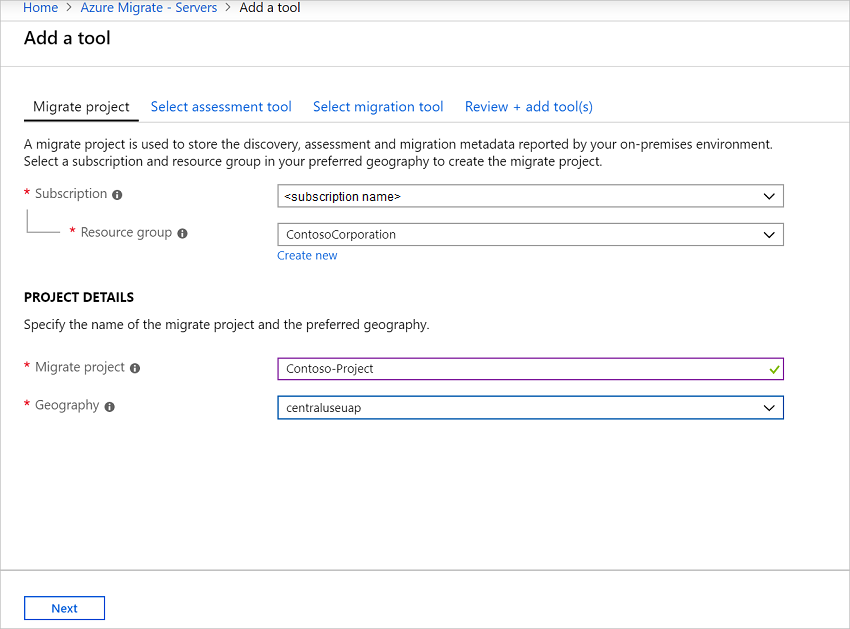 Home > Azure Migrate - Servers > Add a tool
Add a tool
Migrate project Select assessment tool Select migration tool Review + add tool(s)
A migrate project is used to store the discovery, assessment and migration metadata reported by your on-premises environment.
Select a subscription and resource group in your preferred geography to create the migrate project.
* Subscription <subscription name>
* Resource group ContosoCorporation
Create new
PROJECT DETAILS
Specify the name of the migrate project and the preferred geography.
* Migrate project Contoso-Project
* Geography centraluseuap
Next